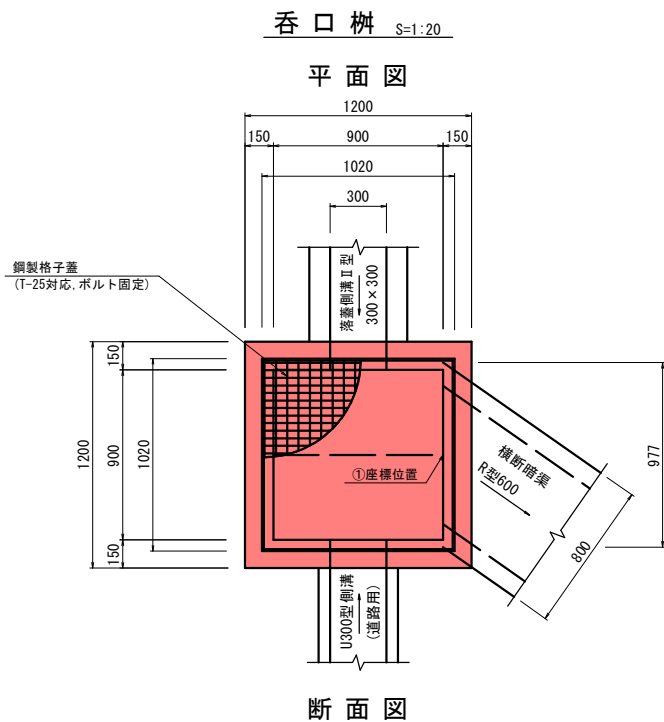 呑口桝 S=1:20
平面図
1200
150 900 150
1020
300
鋼製格子蓋
(T-25対応,ボルト固定)
落蓋側溝Ⅱ型
300×300
1200
150
900
150
1020
①座標位置
横断暗渠
R型600
977
800
U300型側溝
(道路用)
断面図